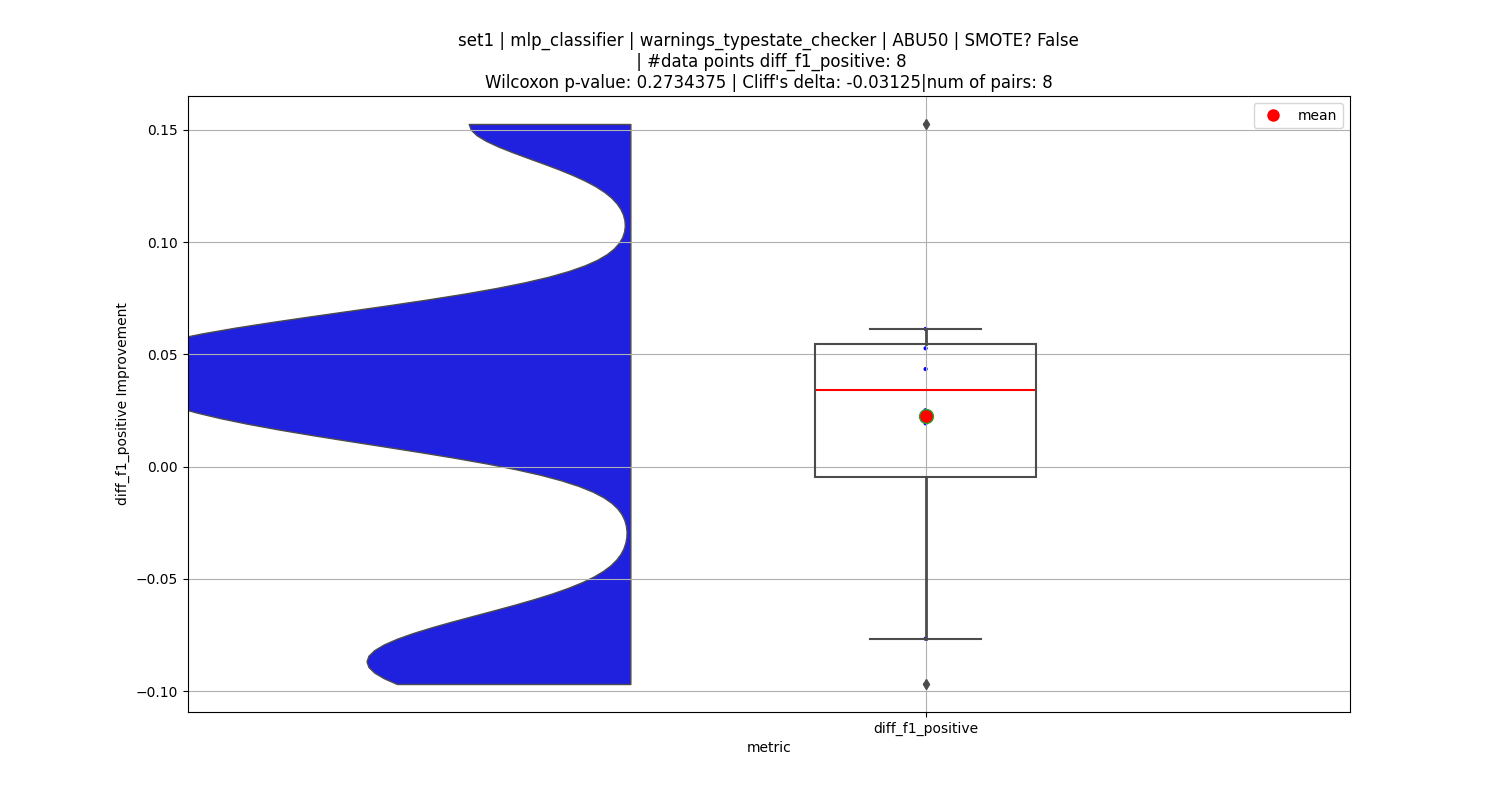 set1 | mlp_classifier | warnings_typestate_checker | ABU50 | SMOTE? False
| #data points diff_f1_positive: 8
Wilcoxon p-value: 0.2734375 | Cliff's delta: -0.03125|num of pairs: 8
mean
0.15
0.10
0.05
0.00
−0.05
−0.10
diff_f1_positive Improvement
diff_f1_positive
metric